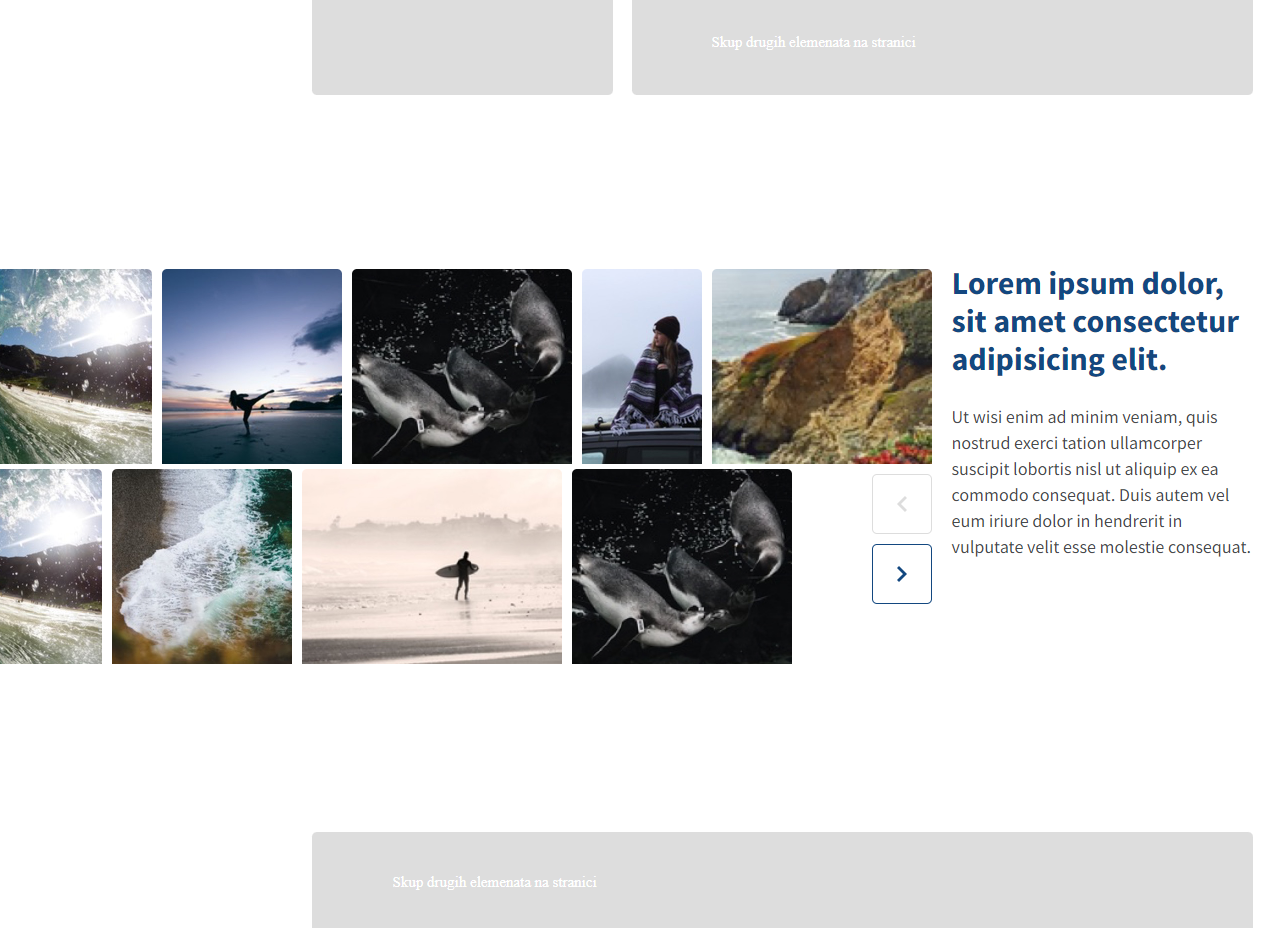 Skup drugih elemenata na stranici
Lorem ipsum dolor,
sit amet consectetur
adipisicing elit.
Ut wisi enim ad minim veniam, quis
nostrud exerci tation ullamcorper
suscipit lobortis nisl ut aliquip ex ea
commodo consequat. Duis autem vel
eum iriure dolor in hendrerit in
vulputate velit esse molestie consequat.
Skup drugih elemenata na stranici